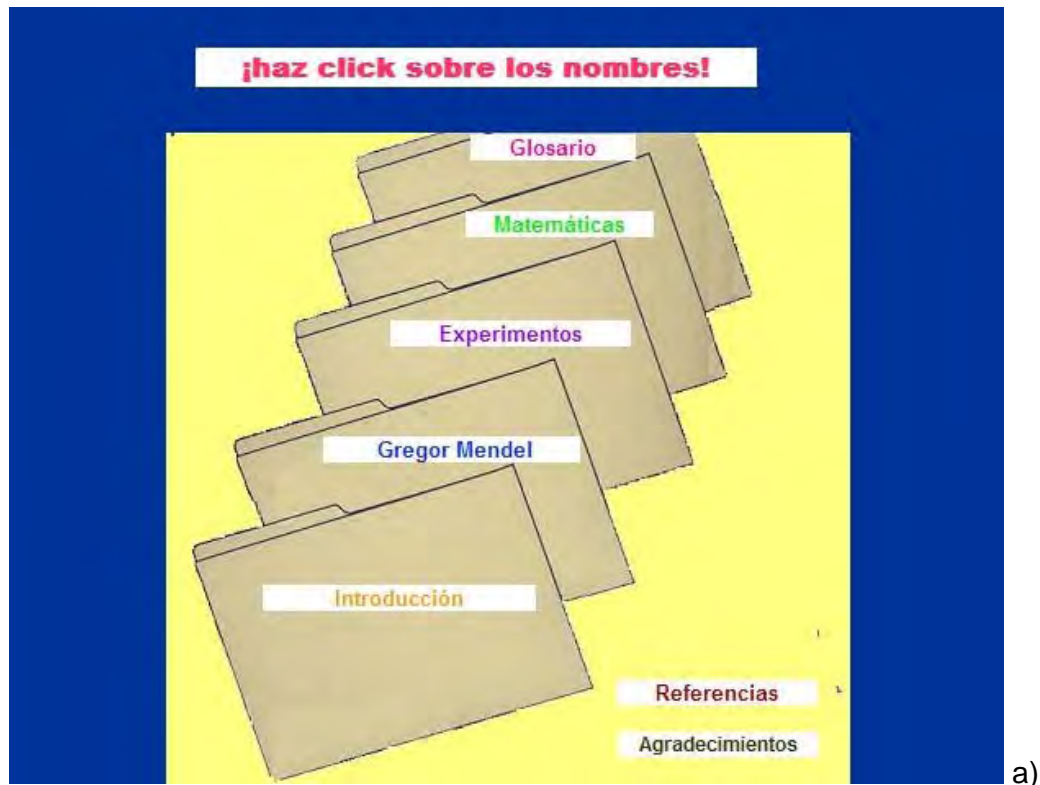 ¡haz click sobre los nombres!
Glosario
Matemáticas
Experimentos
Gregor Mendel
Introducción
Referencias
Agradecimientos
a)